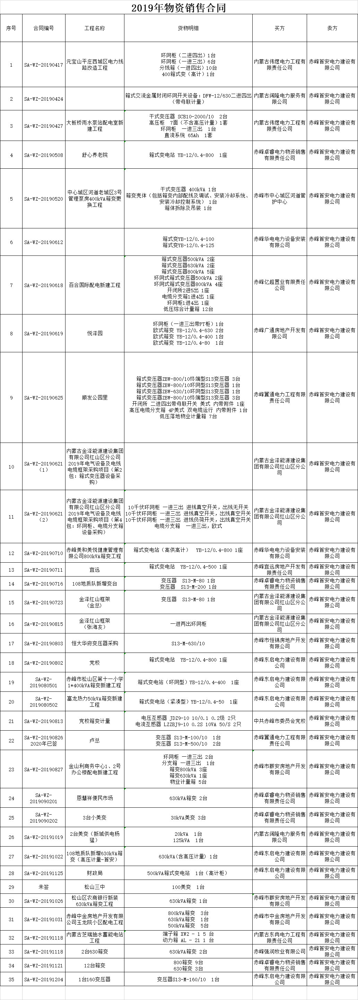 2019年物资销售合同
序号 合同编号 工程名称 货物明细 买方 卖方
1 SA-WZ-20190417 元宝山平庄西城区电力线
路改造工程 环网柜（二进四出）1台
环网柜（一进三出）6台
分线箱（一进四出）10台
400箱式变（高计）1台 内蒙古伟煜电力工程有
限责任公司 赤峰首安电力建设有
限公司
2 SA-WZ-20190424 箱式交流金属封闭环网开关设备：DFW-12/630二进四出
（带母联计量） 内蒙古阔隆电力服务有
限公司 赤峰首安电力建设有
限公司
3 SA-WZ-20190427 大板桥雨水泵站配电室新
建工程 干式变压器 SCB10-2000/10 2台
高压柜 7面（不含高压计量）1套
环网柜 一进三出 1台
直流系统 65Ah 1套 内蒙古伟煜电力工程有
限责任公司 赤峰首安电力建设有
限公司
4 SA-WZ-20190508 舒心养老院 箱式变电站 YB-12/0.4-800 1座 赤峰卓睿电力物资销售
有限责任公司 赤峰首安电力建设有
限公司
5 SA-WZ-20190520 中心城区河道老城区3号
管理泵房400kVA箱变更
换工程 干式变压器 400kVA 1台
箱变壳体（包括箱变内部配线及调试、安装冷却系统、
安装冷却控制系统） 1台
箱体拆除及吊装 1台 赤峰市中心城区河道管
护中心 赤峰首安电力建设有
限公司
6 SA-WZ-20190612 箱式变YB-12/0.4-100
箱式变YB-12/0.4-125 赤峰华电电力设备安装
有限公司 赤峰首安电力建设有
限公司
7 SA-WZ-20190618 百合国际配电新建工程 箱式变压器500kVA 2座
箱式变压器630kVA 2座
箱式变压器800kVA 5座
环网式箱式变压器500kVA 2座
环网式箱式变压器800kVA 4座
开闭所2进5出 1座
电缆分支箱1进4出 1座
环网柜1进4出 1座
低压综合计量箱 12台 赤峰亿超置业有限责任
公司 赤峰首安电力建设有
限公司
8 SA-WZ-20190619 悦泽园 环网柜（一进三出带PT柜）1台
欧式箱变 YB-12/0.4-630 2台
欧式箱变 YB-12/0.4-400 1台
欧式箱变 YB-12/0.4-80 1台 赤峰广通房地产开发有
限公司 赤峰首安电力建设有
限公司
9 SA-WZ-20190625 顺发公园里 箱式变压器ZBW-800/10终端型S13变压器 3台
箱式变压器ZBW-800/10环网型S13变压器 1台
箱式变压器ZBW-630/10环网型S13变压器 1台
箱式变压器ZBW-800/10终端型S13变压器 3台
开闭所 二进四出带母联开关 美式 内带附件 1座
高压电缆分支箱 4P美式 双电缆运行 内带附件 1台
低压落地物业计量箱 7台 赤峰翼通电力工程有限
责任公司 赤峰首安电力建设有
限公司
10 SA-WZ-20190621
（1） 内蒙古金泽能源建设集团
有限公司红山区分公司
2019年电气设备及电线
电缆框架采购项目（第2
包：箱式变压器设备采
购） 内蒙古金泽能源建设集
团有限公司红山区分公
司 赤峰首安电力建设有
限公司
11 SA-WZ-20190621
（2） 内蒙古金泽能源建设集团
有限公司红山区分公司
2019年电气设备及电线
电缆框架采购项目（第4
包：环网柜、电缆分支箱
设备采购） 10千伏环网柜 一进三出 进线真空开关，出线无开关
10千伏环网柜 一进三出 进线真空开关，出线真空开关
10千伏环网柜 一进三出 进线负荷开关，出线真空开关
电缆分支箱 一进三出，欧式 内蒙古金泽能源建设集
团有限公司红山区分公
司 赤峰首安电力建设有
限公司
12 SA-WZ-20190710 赤峰美和美悦健康管理有
限公司800kVA箱变工程 箱式变电站（高供高计） YB-12/0.4-800 1座 赤峰华电电力设备安装
有限公司 赤峰首安电力建设有
限公司
13 SA-WZ-20190711 宜远 箱式变电站 YB-12/0.4-500 1座 赤峰宜远房地产开发有
限责任公司 赤峰首安电力建设有
限公司
14 SA-WZ-20190716 108地质队新增变台 变压器 S13-M-80 1台
变压器 S13-M-200 1台 赤峰卓睿电力物资销售
有限责任公司 赤峰首安电力建设有
限公司
15 SA-WZ-20190723 金泽红山框架
（金总） 变压器 S13-M-80 1台 内蒙古金泽能源建设集
团有限公司红山区分公
司 赤峰首安电力建设有
限公司
16 SA-WZ-20190815 金泽红山框架
（张海友） 一进两出环网柜 内蒙古金泽能源建设集
团有限公司红山区分公
司 赤峰首安电力建设有
限公司
17 SA-WZ-20190803 恒大华府变压器采购 S13-M-630/10 赤峰市恒锦房地产开发
有限公司 赤峰首安电力建设有
限公司
18 SA-WZ-20190802 党校 箱式变电站 YB-12/0.4-800 1座 赤峰东启电力建设有限
公司 赤峰首安电力建设有
限公司
19 SA-WZ-
2019080501 赤峰市松山区第十一小学
1*400kVA箱变新建工程 箱式变电站（环网型）YB-12/0.4-400 1座 赤峰东启电力建设有限
公司 赤峰首安电力建设有
限公司
20 SA-WZ-
2019080502 富龙热力50kVA箱变新建
工程 箱式变电站（紧凑型）YB-12/0.4-50 1座 赤峰东启电力建设有限
公司 赤峰首安电力建设有
限公司
21 SA-WZ-20190813 党校箱变计量 电压互感器 JDZ9-10 10/0.1 0.2级 2只
电流互感器 LZZBJ9-10 0.2S 10VA 50/S 2只 中共赤峰市委员会党校 赤峰首安电力建设有
限公司
22 SA-WZ-20190826
2020年已签 卢总 变压器 S13-M-100/10 1台
变压器 S13-M-500/10 2台 赤峰翼通电力工程有限
责任公司 赤峰首安电力建设有
限公司
23 SA-WZ-20190827 金山利商务中心1、2号
办公楼配电新建工程 环网柜 一进三出 2台
分支箱 一进三出 1台
箱变800kVA 3座
箱变630kVA 1座
物业计量箱 5台 赤峰市群安房地产开发
有限公司 赤峰首安电力建设有
限公司
24 SA-WZ-
2019090201 恩慧祥便民市场 630kVA箱变 2台 赤峰卓睿电力物资销售
有限责任公司 赤峰首安电力建设有
限公司
25 SA-WZ-
2019090202 3台小美变 30kVA美变 3台 赤峰卓睿电力物资销售
有限责任公司 赤峰首安电力建设有
限公司
26 SA-WZ-20191019 2台美变（新城供电杨
猛） 20kVA 1台
125kVA 1台 内蒙古阔隆电力服务有
限公司 赤峰首安电力建设有
限公司
27 SA-WZ-20191022 108地质队新增630kVA箱
变（高压计量-首安） 630kVA(含高压计量) 1台 赤峰东启电力建设有限
公司 赤峰首安电力建设有
限公司
28 SA-WZ-20191125 财政局 500kVA箱式变电站 1台（高计柜） 赤峰东启电力建设有限
公司 赤峰首安电力建设有
限公司
29 未签 松山三中 100美变 1台
30 SA-WZ-20191026 松山区农商银行新装
630kVA箱变工程 630kVA箱变 1台 赤峰市群安房地产开发
有限公司 赤峰首安电力建设有
限公司
31 SA-WZ-20191031 赤峰中金房地产开发有限
公司玉龙院小区配电工程 800kVA箱变 3台
630kVA箱变 1台
500kVA箱变 5台 赤峰市中金房地产开发
有限公司 赤峰首安电力建设有
限公司
32 SA-WZ-20191118 内蒙古芝瑞抽水蓄能电站
工程 端子箱 XW2 - 1 5 台
动力箱 AL - 21 1 台 内蒙古东冉电力工程有
限责任公司 赤峰首安电力建设有
限公司
33 SA-WZ-20191118 2台630箱变 630kVA箱变 2台 赤峰强润牧业有限公司 赤峰首安电力建设有
限公司
34 SA-WZ-20191121 12台箱变 800箱变 9台
630箱变 3台 赤峰卓睿电力物资销售
有限责任公司 赤峰首安电力建设有
限公司
35 SA-WZ-20191204 1台160变压器 变压器S13-M-160/10 1台 赤峰东启电力建设有限
公司 赤峰首安电力建设有
限公司